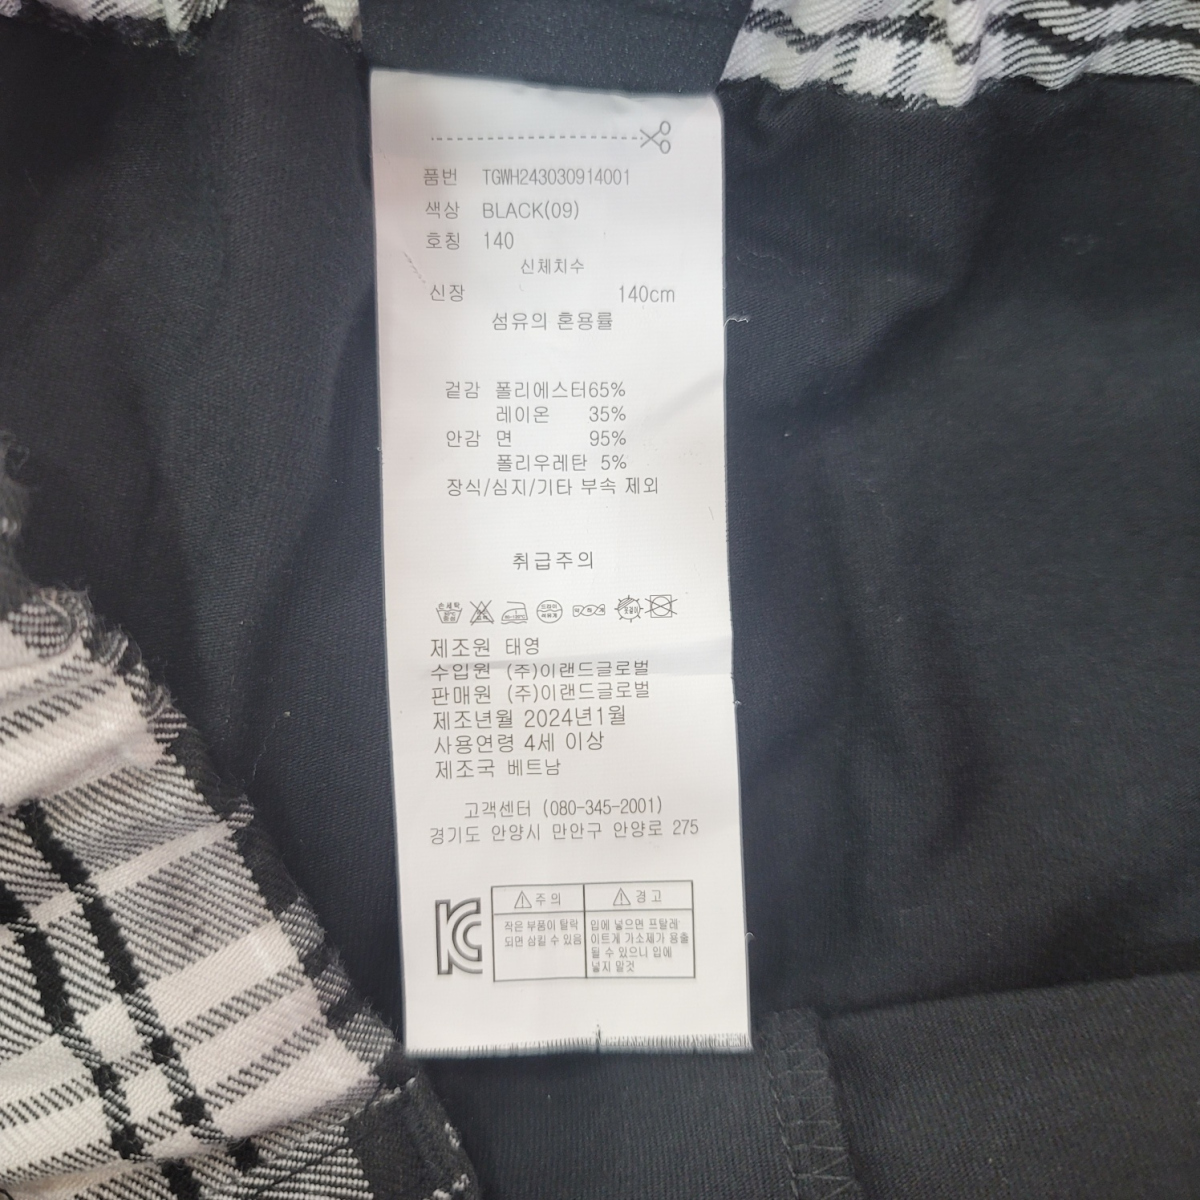 품번 TGWH243030914001
색상 BLACK(09)
호칭 140
신체치수
신장 140cm
섬유의 혼용률
겉감 폴리에스터65%
레이온 35%
안감 면 95%
폴리우레탄 5%
장식/심지/기타 부속 제외
취급주의
손세탁
제조원 태영
수입원 (주)이랜드글로벌
판매원 (주)이랜드글로벌
제조년월 2024년1월
사용연령 4세 이상
제조국 베트남
고객센터 (080-345-2001)
경기도 안양시 만안구 안양로 275
주의
작은 부품이 탈락
되면 삼킬 수 있음
경고
입에 넣으면 프탈레
이트계 가소제가 용출
될 수 있으니 입에
넣지 말것